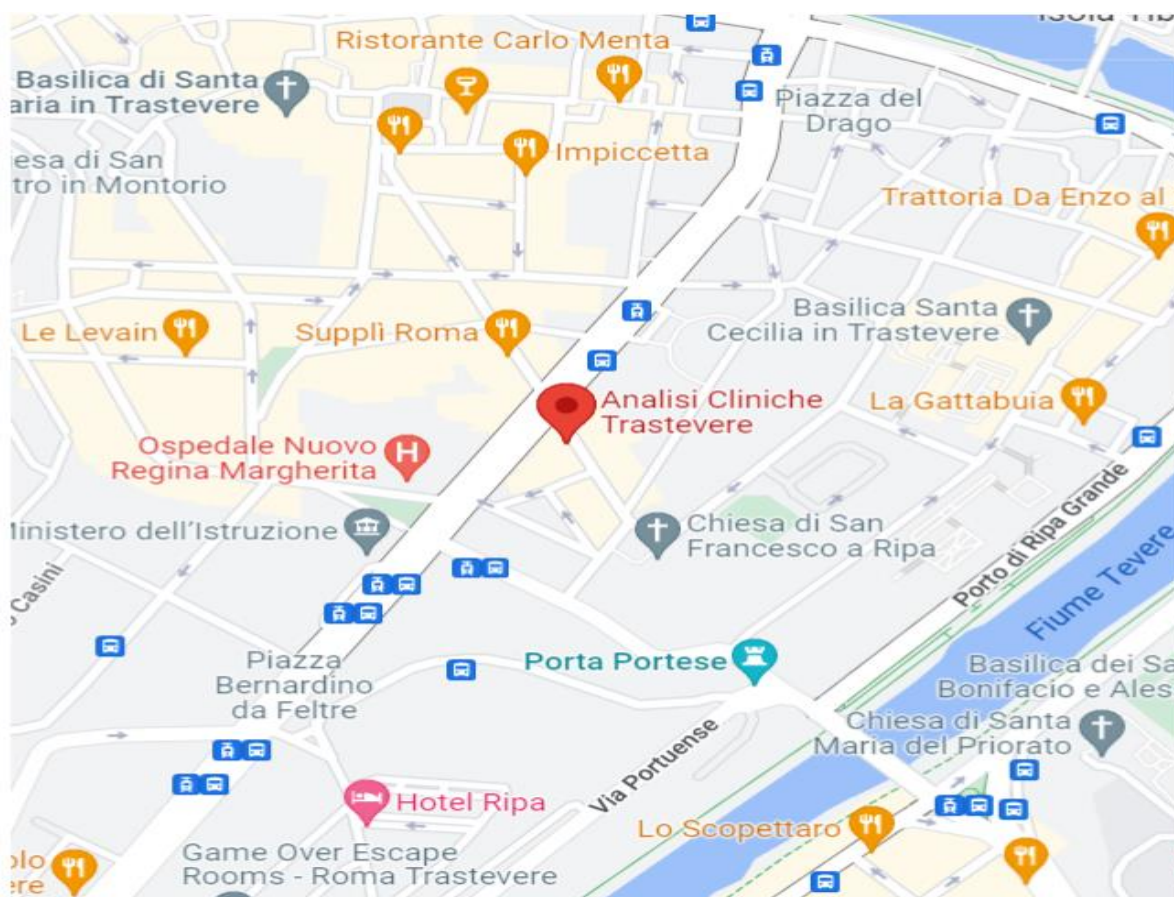 Isola Tib
Ristorante Carlo Menta
Basilica di Santa
aria in Trastevere
Piazza del
Drago
Impiccetta
esa di San
tro in Montorio
Trattoria Da Enzo al
Basilica Santa
Cecilia in Trastevere
Le Levain
Supplì Roma
Analisi Cliniche
Trastevere
La Gattabuia
Ospedale Nuovo
Regina Margherita
H
Ministero dell'Istruzione
Chiesa di San
Francesco a Ripa
Porto di Ripa Grande
Fiume Tevere
Casini
Piazza
Bernardino
da Feltre
Porta Portese
Basilica dei Sa
Bonifacio e Ales
Chiesa di Santa
Maria del Priorato
Via Portuense
Hotel Ripa
Lo Scopettaro
Game Over Escape
Rooms - Roma Trastevere
olo
ere